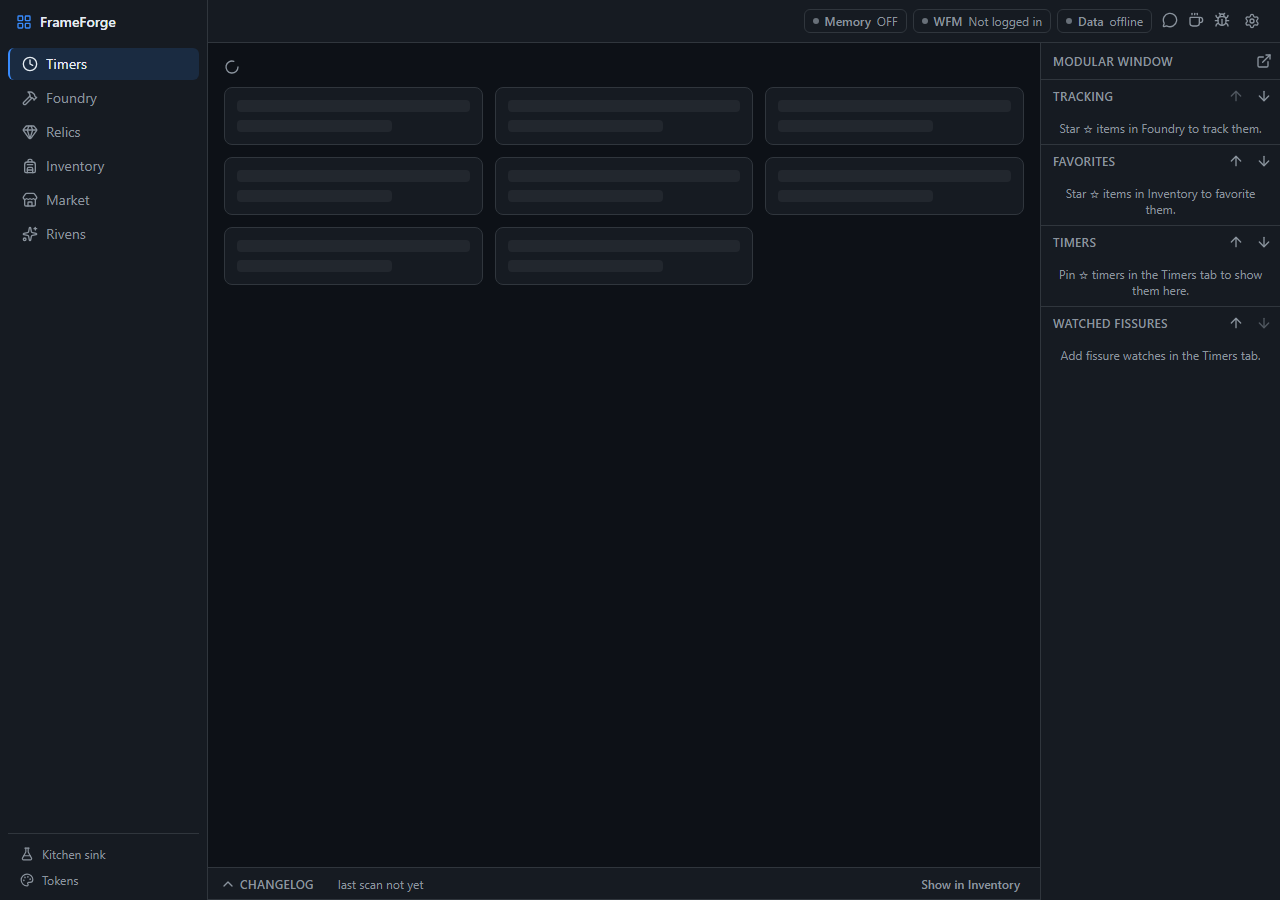 FrameForge
Memory OFF
WFM Not logged in
Data offline
Timers
Foundry
Relics
Inventory
Market
Rivens
MODULAR WINDOW
TRACKING
Star ☆ items in Foundry to track them.
FAVORITES
Star ☆ items in Inventory to favorite
them.
TIMERS
Pin ☆ timers in the Timers tab to show
them here.
WATCHED FISSURES
Add fissure watches in the Timers tab.
Kitchen sink
Tokens
CHANGELOG last scan not yet Show in Inventory